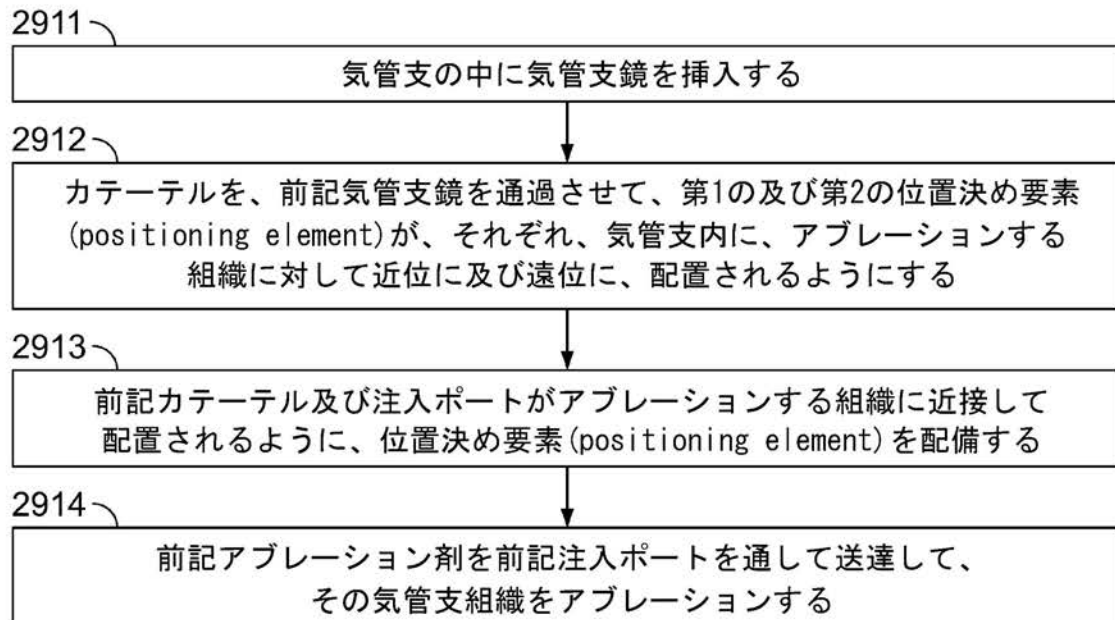 2911
気管支の中に気管支鏡を挿入する
2912
カテーテルを、前記気管支鏡を通過させて、第1の及び第2の位置決め要素
(positioning element)が、それぞれ、気管支内に、アブレーションする
組織に対して近位に及び遠位に、配置されるようにする
2913
前記カテーテル及び注入ポートがアブレーションする組織に近接して
配置されるように、位置決め要素(positioning element)を配備する
2914
前記アブレーション剤を前記注入ポートを通して送達して、
その気管支組織をアブレーションする